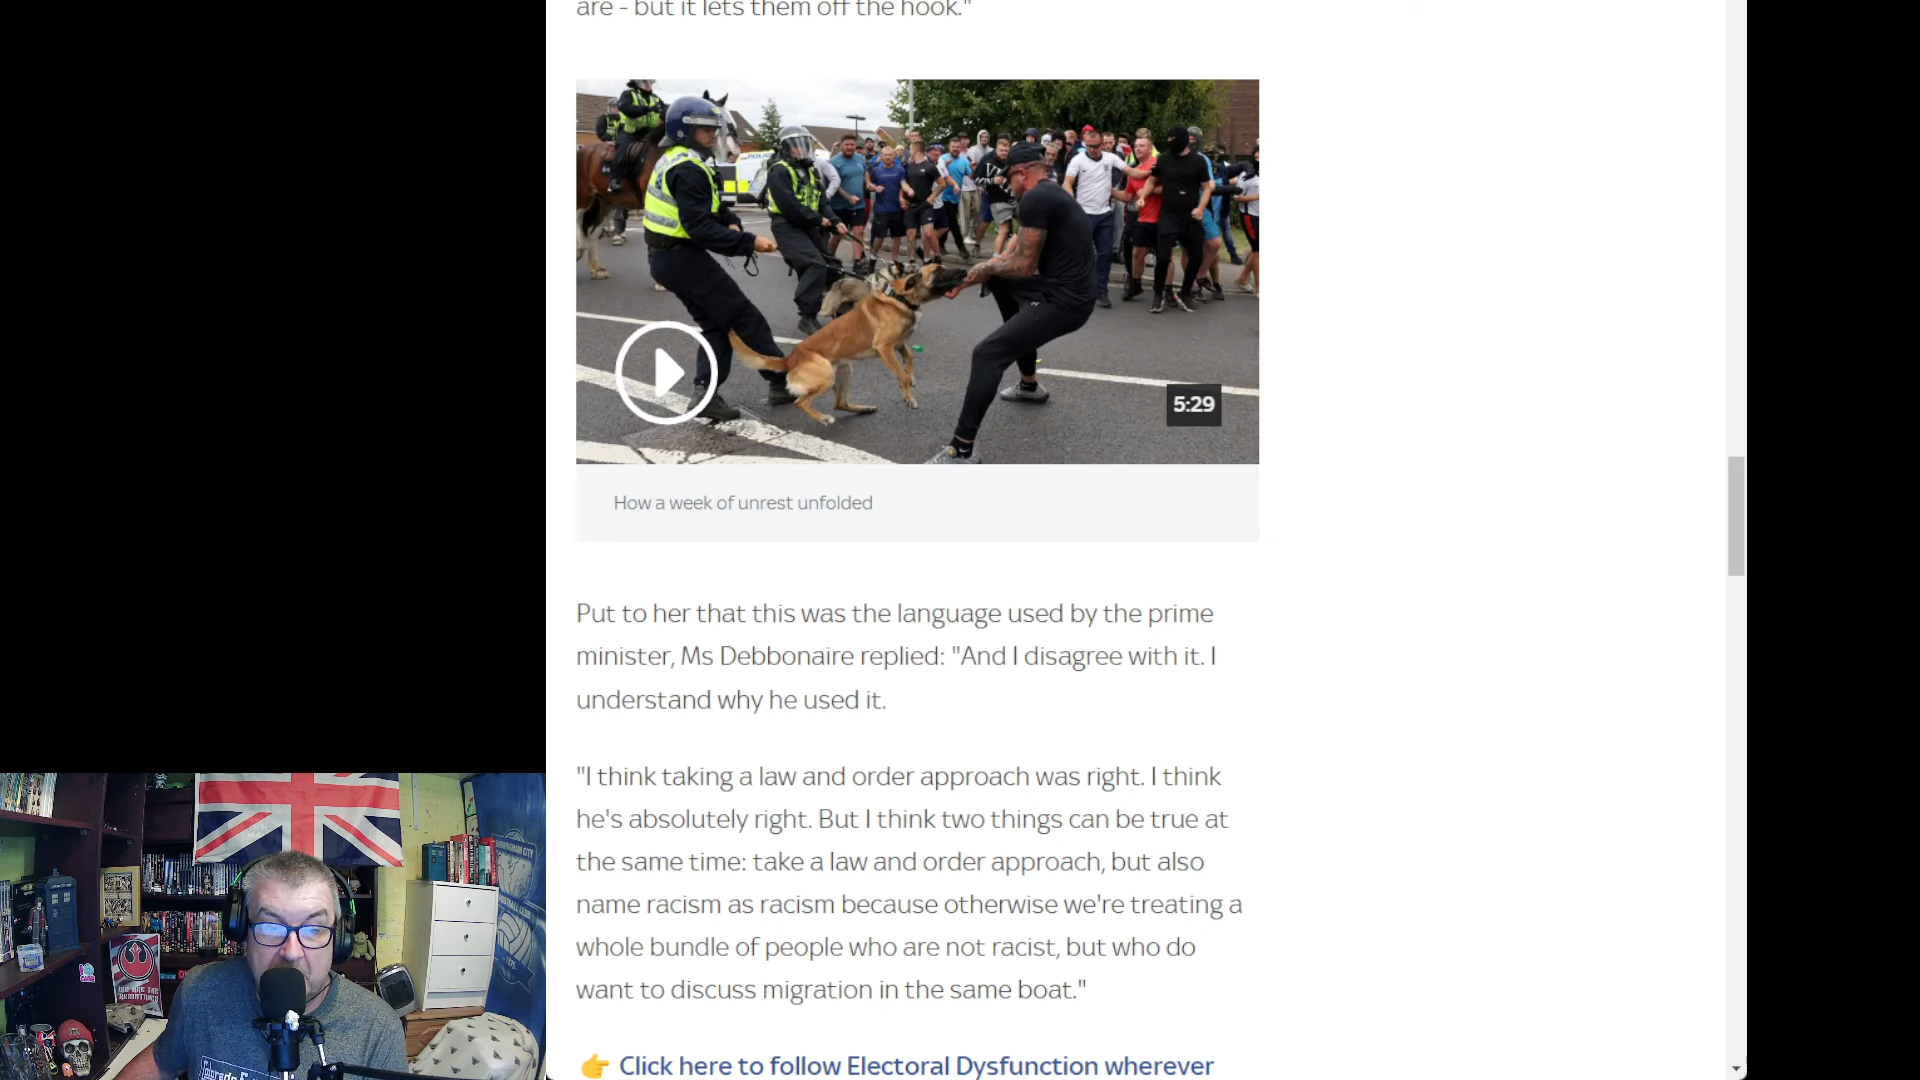 are - but it lets them off the hook."
5:29
How a week of unrest unfolded
Put to her that this was the language used by the prime
minister, Ms Debbonaire replied: "And I disagree with it. I
understand why he used it.
"I think taking a law and order approach was right. I think
he's absolutely right. But I think two things can be true at
the same time: take a law and order approach, but also
name racism as racism because otherwise we're treating a
whole bundle of people who are not racist, but who do
want to discuss migration in the same boat."
👉 Click here to follow Electoral Dysfunction wherever